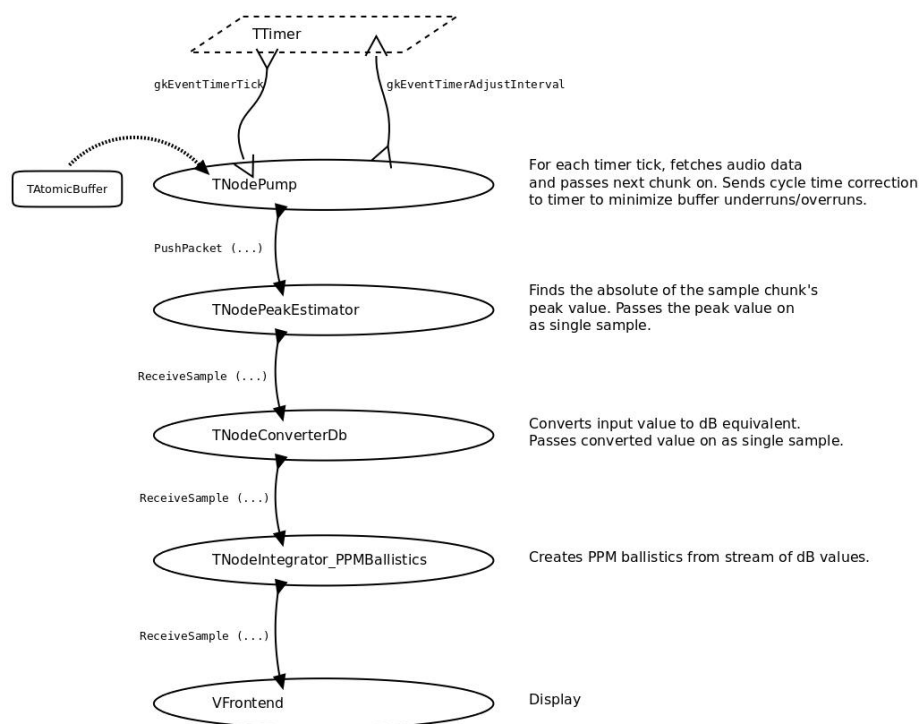 TTimer
gkEventTimerTick
gkEventTimerAdjustInterval
TAtomicBuffer
TNodePump
For each timer tick, fetches audio data
and passes next chunk on. Sends cycle time correction
to timer to minimize buffer underruns/overruns.
PushPacket (...)
TNodePeakEstimator
Finds the absolute of the sample chunk's
peak value. Passes the peak value on
as single sample.
ReceiveSample (...)
TNodeConverterDb
Converts input value to dB equivalent.
Passes converted value on as single sample.
ReceiveSample (...)
TNodeIntegrator_PPMBallistics
Creates PPM ballistics from stream of dB values.
ReceiveSample (...)
VFrontend
Display